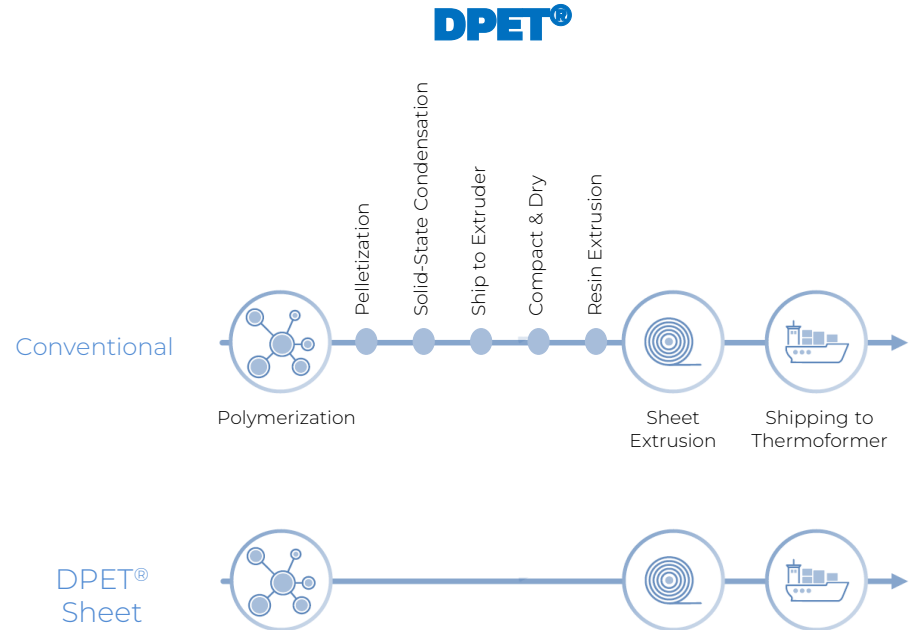 DPET®
Pelletization
Solid-State Condensation
Ship to Extruder
Compact & Dry
Resin Extrusion
Conventional
Polymerization
Sheet
Extrusion
Shipping to
Thermoformer
DPET®
Sheet